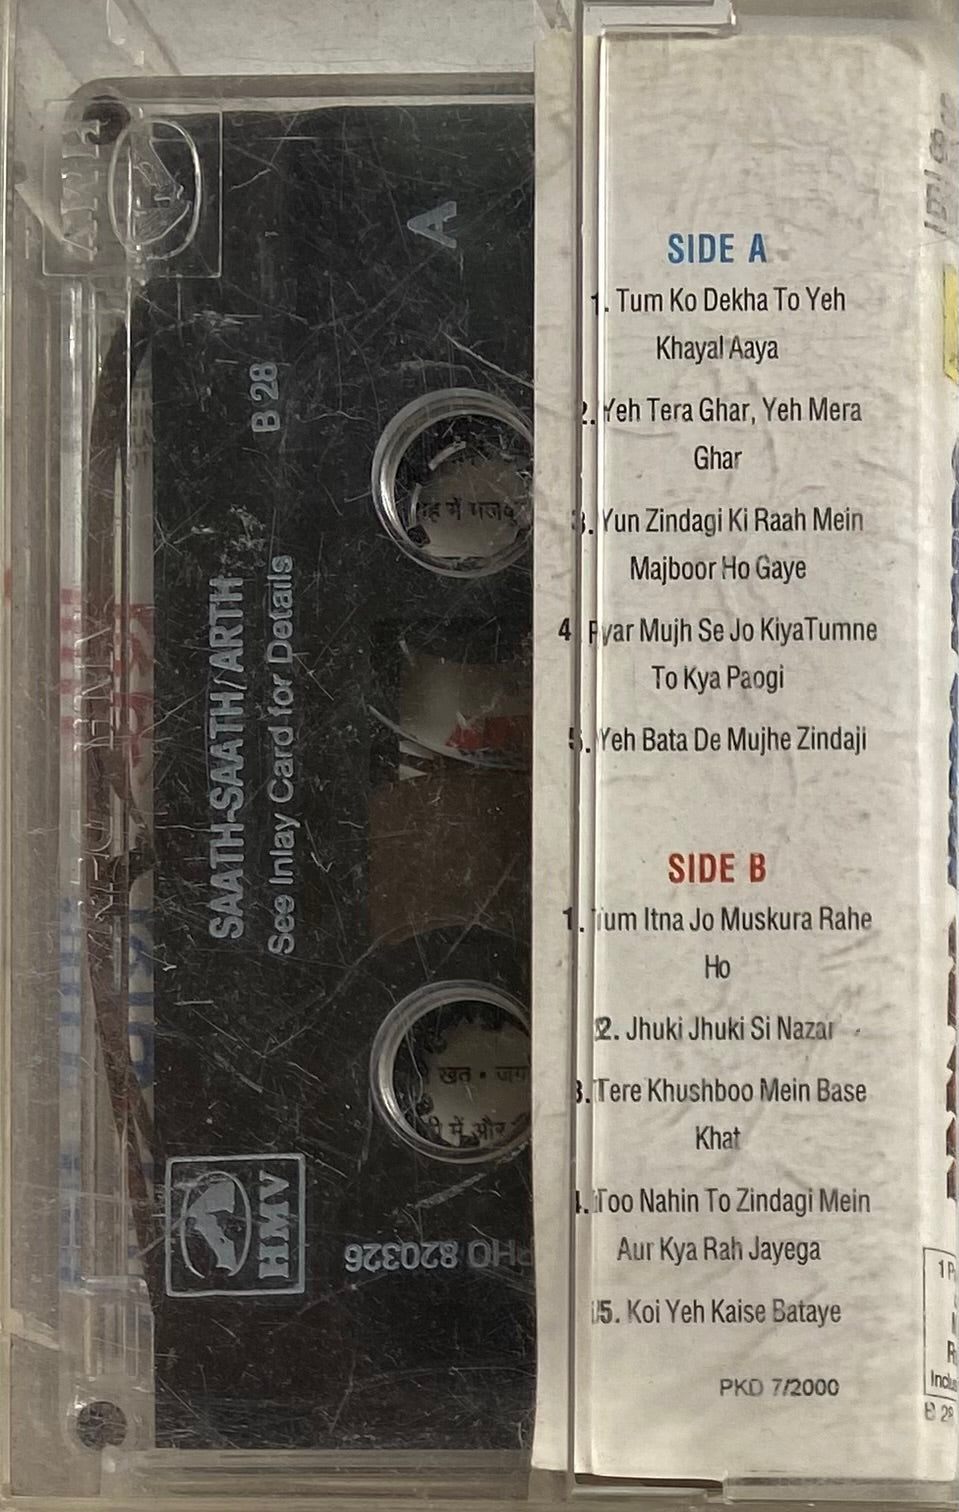 A
B 28
SAATH-SAATH/ARTH
See Inlay Card for Details
HMV
PHO 820326
खत • जग
में और
SIDE A
1. Tum Ko Dekha To Yeh
Khayal Aaya
2. Yeh Tera Ghar, Yeh Mera
Ghar
3. Yun Zindagi Ki Raah Mein
Majboor Ho Gaye
4 Pyar Mujh Se Jo KiyaTumne
To Kya Paogi
5. Yeh Bata De Mujhe Zindaji
SIDE B
1. Tum Itna Jo Muskura Rahe
Ho
2. Jhuki Jhuki Si Nazar
3. Tere Khushboo Mein Base
Khat
4. Too Nahin To Zindagi Mein
Aur Kya Rah Jayega
5. Koi Yeh Kaise Bataye
PKD 7/2000